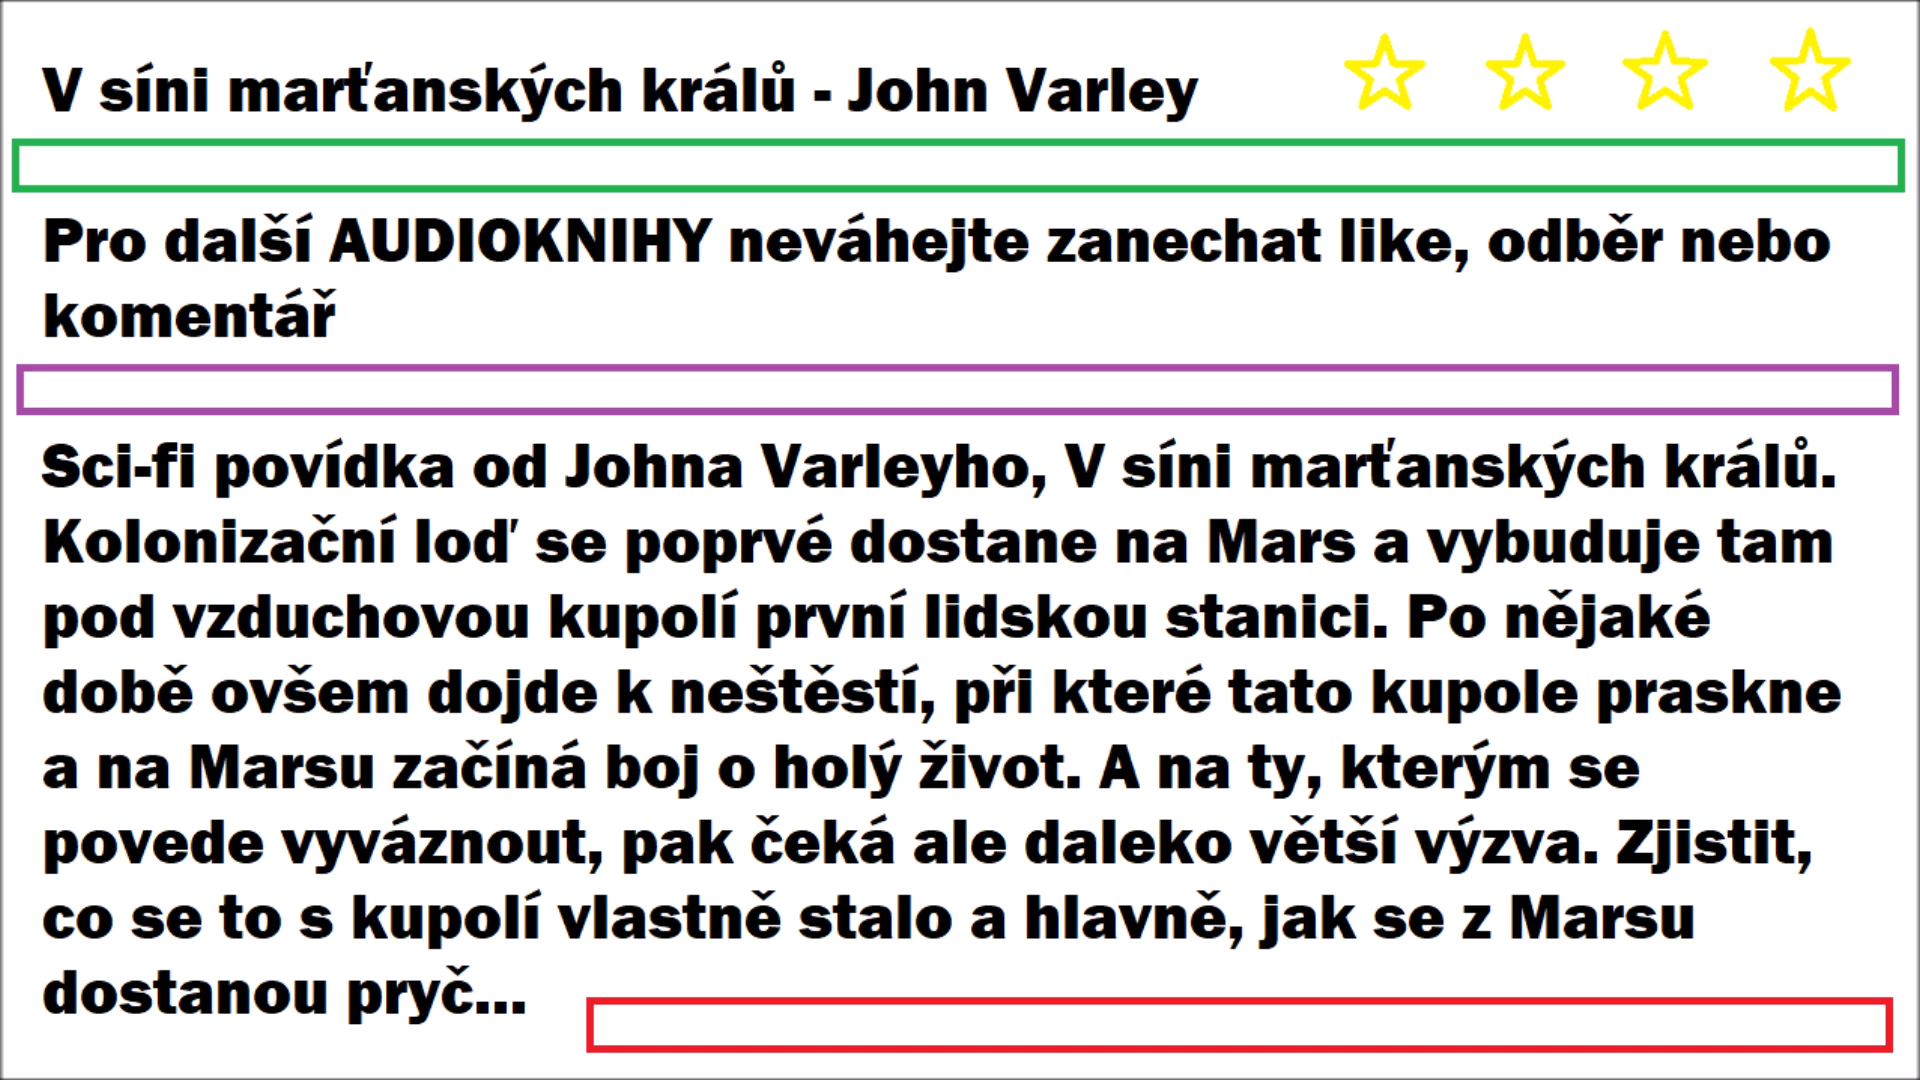 V síni marťanských králů - John Varley
Pro další AUDIOKNIHY neváhejte zanechat like, odběr nebo
komentář
Sci-fi povídka od Johna Varleyho, V síni marťanských králů.
Kolonizační loď se poprvé dostane na Mars a vybuduje tam
pod vzduchovou kupolí první lidskou stanici. Po nějaké
době ovšem dojde k neštěstí, při které tato kupole praskne
a na Marsu začíná boj o holý život. A na ty, kterým se
povede vyváznout, pak čeká ale daleko větší výzva. Zjistit,
co se to s kupolí vlastně stalo a hlavně, jak se z Marsu
dostanou pryč...